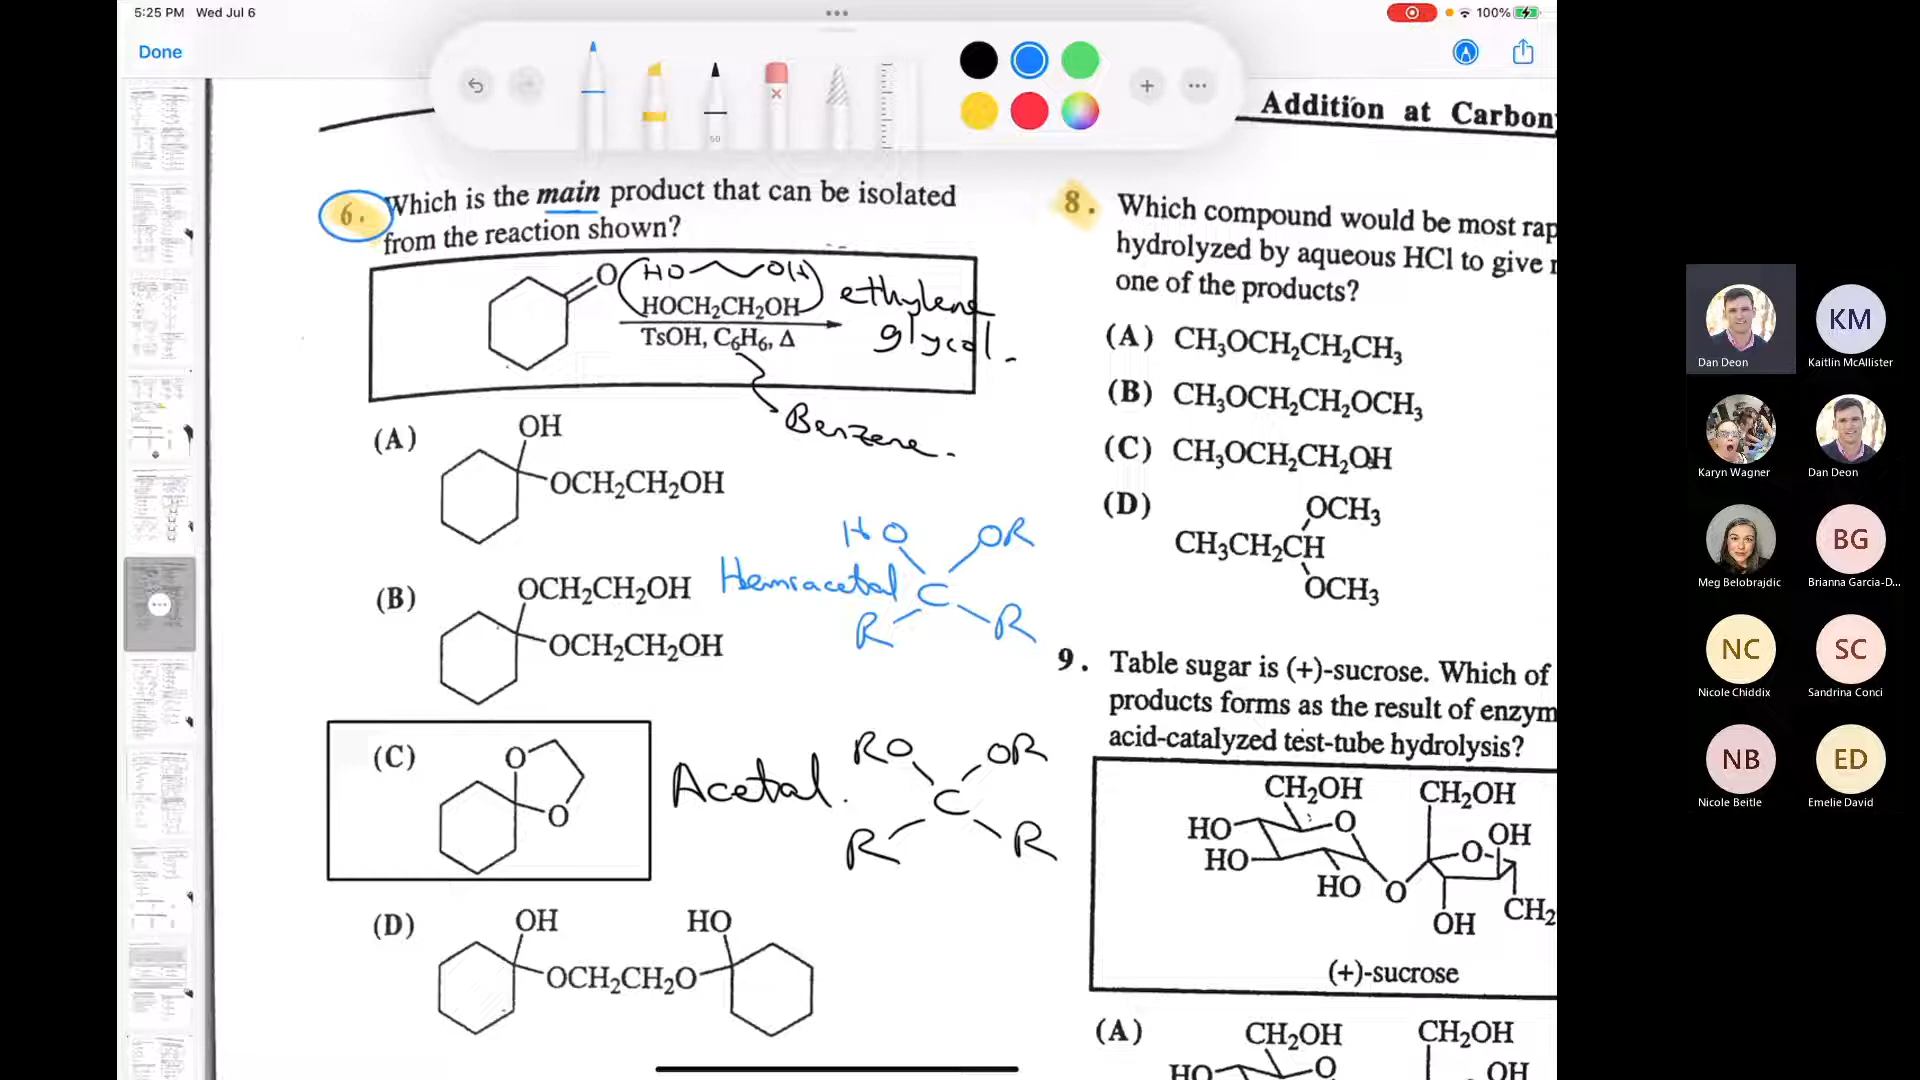 5:25 PM Wed Jul 6
100%
Done
50
Addition at Carbon
6. Which is the main product that can be isolated
from the reaction shown?
O
HO OH
HOCH₂CH₂OH
TsOH, C₆H₆, Δ
ethylene
glycol.
Benzene.
(A)
OH
OCH₂CH₂OH
(B)
OCH₂CH₂OH
OCH₂CH₂OH
Hemiacetal
HO OR
C
R R
(C)
O
O
Acetal.
RO OR
C
R R
(D)
OH HO
OCH₂CH₂O
8. Which compound would be most rap
hydrolyzed by aqueous HCl to give
one of the products?
(A) CH₃OCH₂CH₂CH₃
(B) CH₃OCH₂CH₂OCH₃
(C) CH₃OCH₂CH₂OH
(D)
OCH₃
CH₃CH₂CH
OCH₃
9. Table sugar is (+)-sucrose. Which of
products forms as the result of enzym
acid-catalyzed test-tube hydrolysis?
CH₂OH CH₂OH
HO O OH
HO O
HO O
OH CH₂
(+)-sucrose
(A)
CH₂OH CH₂OH
HO O OH
Dan Deon
KM
Kaitlin McAllister
Karyn Wagner
Dan Deon
Meg Belobrajdic
BG
Brianna Garcia-D...
NC
Nicole Chiddix
SC
Sandrina Conci
NB
Nicole Beitle
ED
Emelie David